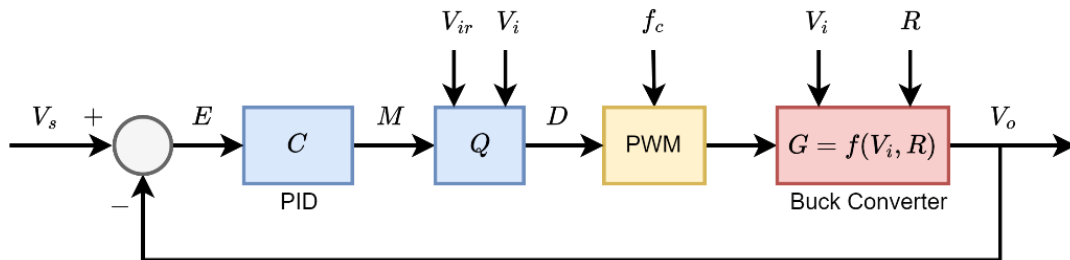 V_ir V_i f_c V_i R
V_s + E M D V_o
C Q PWM G = f(V_i, R)
−
PID Buck Converter